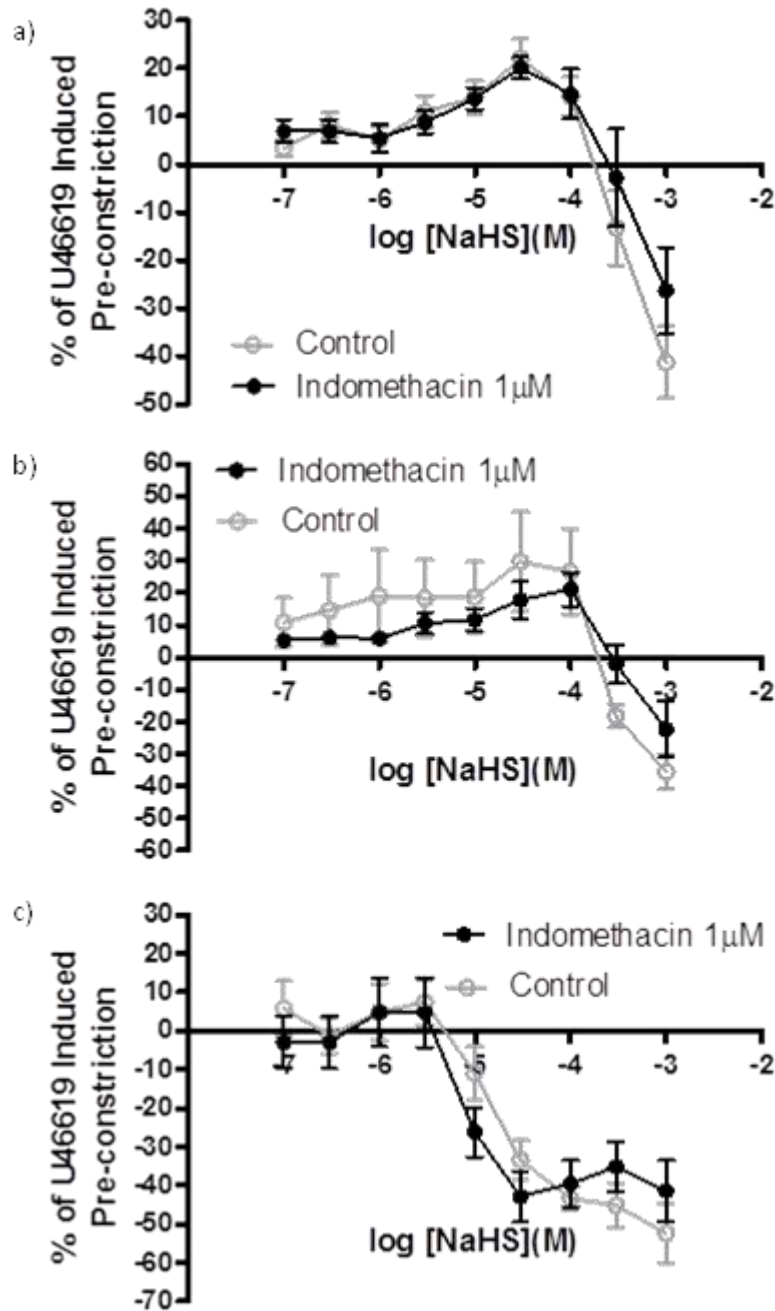 a)
% of U46619 Induced
Pre-constriction
30
20
10
0
-10
-20
-30
-40
-50
-7
-6
-5
-4
-3
-2
log [NaHS](M)
Control
Indomethacin 1μM
b)
% of U46619 Induced
Pre-constriction
60
50
40
30
20
10
0
-10
-20
-30
-40
-50
-60
Indomethacin 1μM
Control
-7
-6
-5
-4
-3
-2
log [NaHS](M)
c)
% of U46619 Induced
Pre-constriction
30
20
10
0
-10
-20
-30
-40
-50
-60
-70
Indomethacin 1μM
Control
-7
-6
-5
-4
-3
-2
log [NaHS](M)